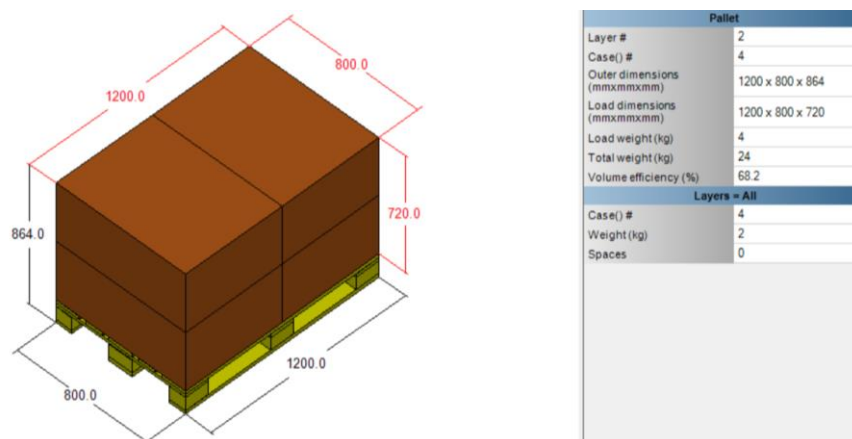 1200.0
800.0
864.0
720.0
800.0
1200.0
Pallet
Layer # 2
Case() # 4
Outer dimensions
(mmxmmxmm) 1200 x 800 x 864
Load dimensions
(mmxmmxmm) 1200 x 800 x 720
Load weight (kg) 4
Total weight (kg) 24
Volume efficiency (%) 68.2
Layers = All
Case() # 4
Weight (kg) 2
Spaces 0